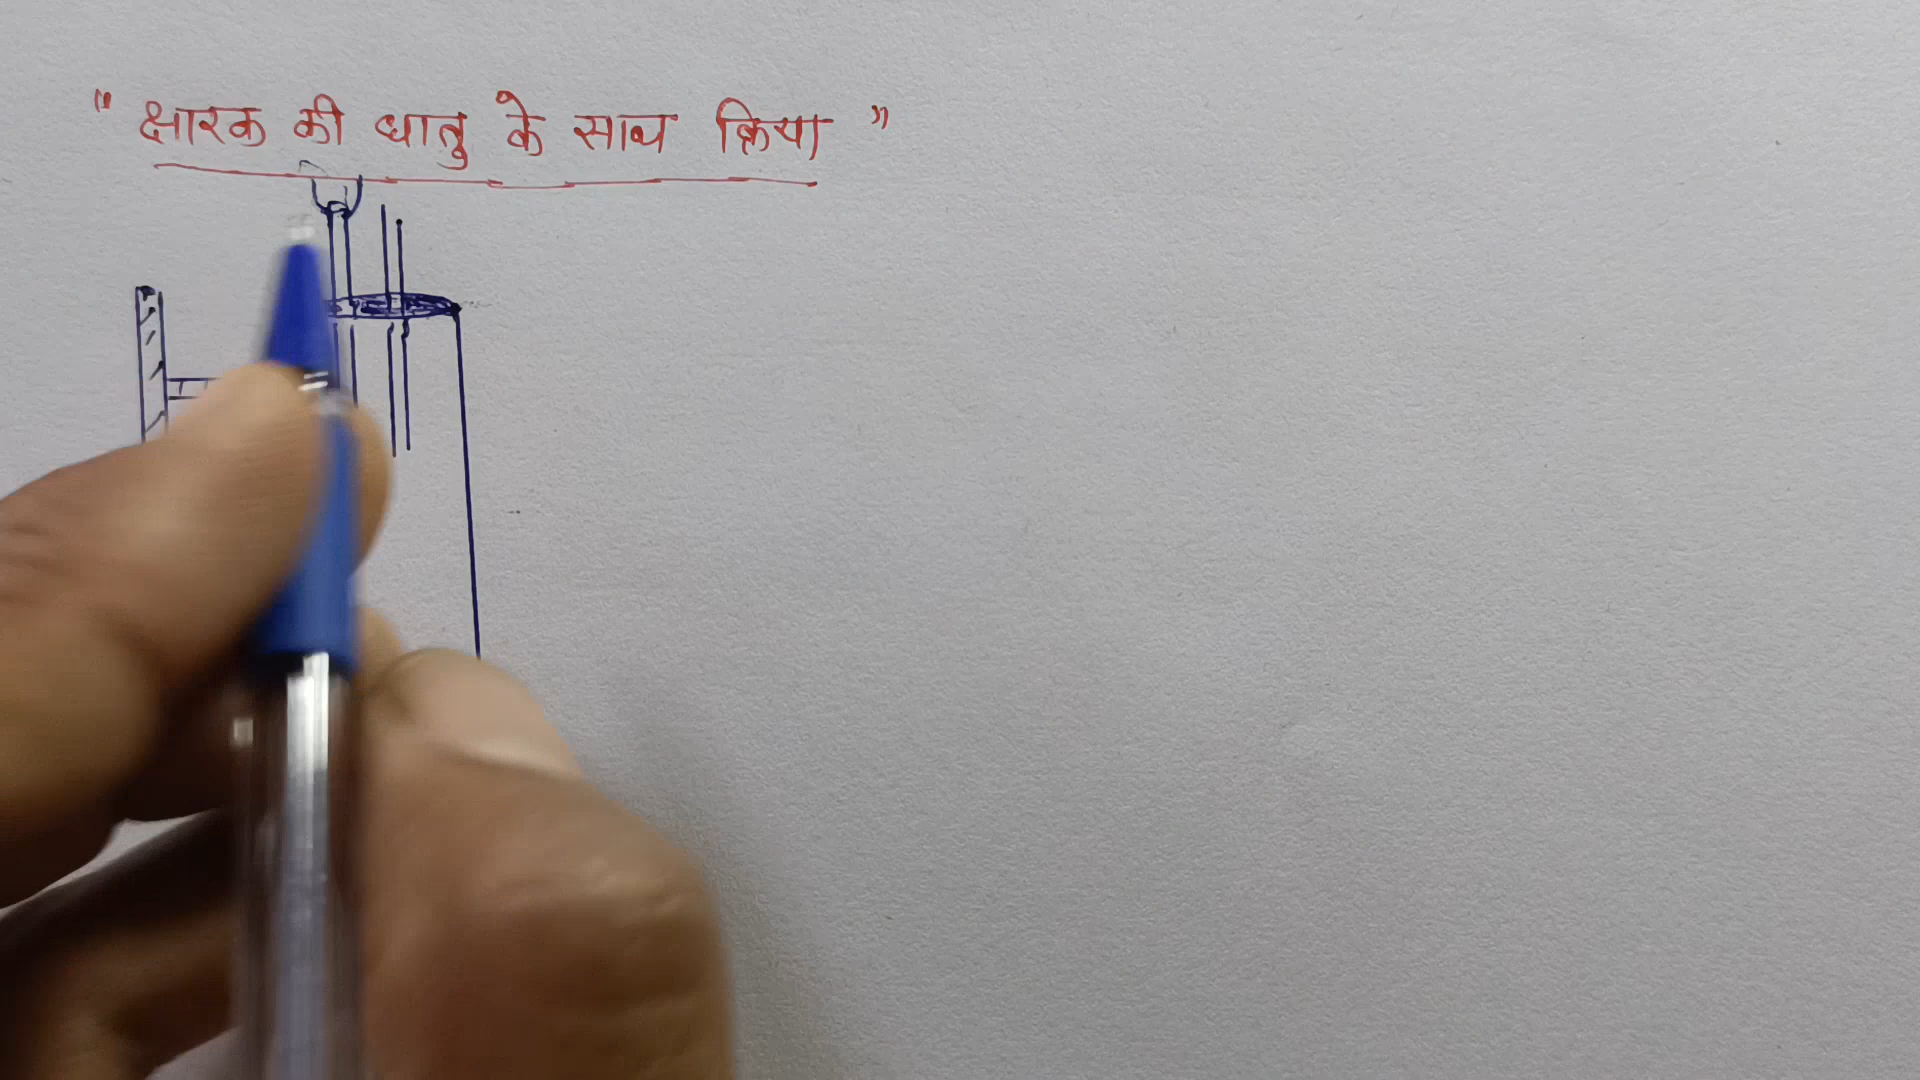 " क्षारक की धातु के साथ क्रिया "